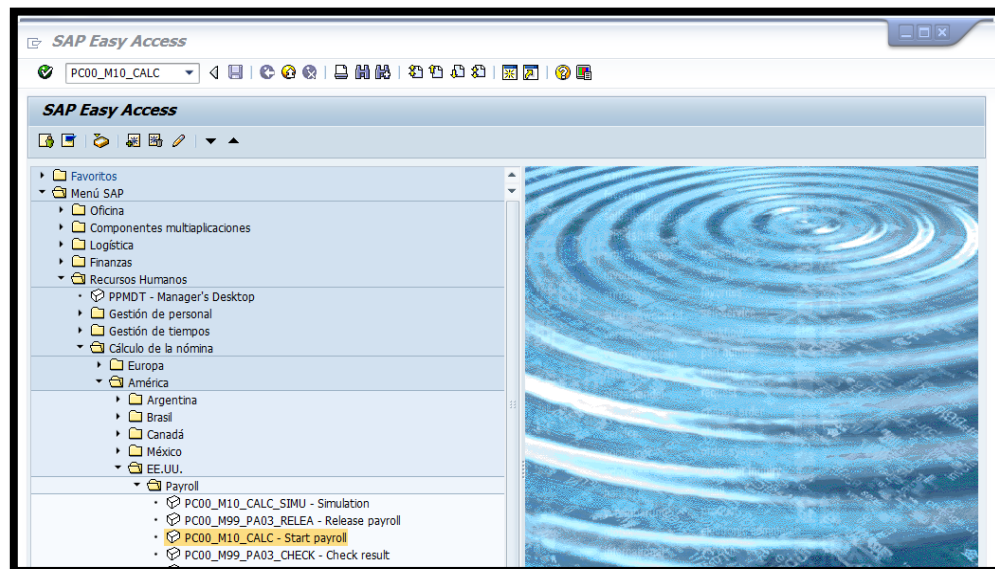 SAP Easy Access
PC00_M10_CALC
SAP Easy Access
Favoritos
Menú SAP
Oficina
Componentes multiaplicaciones
Logística
Finanzas
Recursos Humanos
PPMDT - Manager's Desktop
Gestión de personal
Gestión de tiempos
Cálculo de la nómina
Europa
América
Argentina
Brasil
Canadá
México
EE.UU.
Payroll
PC00_M10_CALC_SIMU - Simulation
PC00_M99_PA03_RELEA - Release payroll
PC00_M10_CALC - Start payroll
PC00_M99_PA03_CHECK - Check result